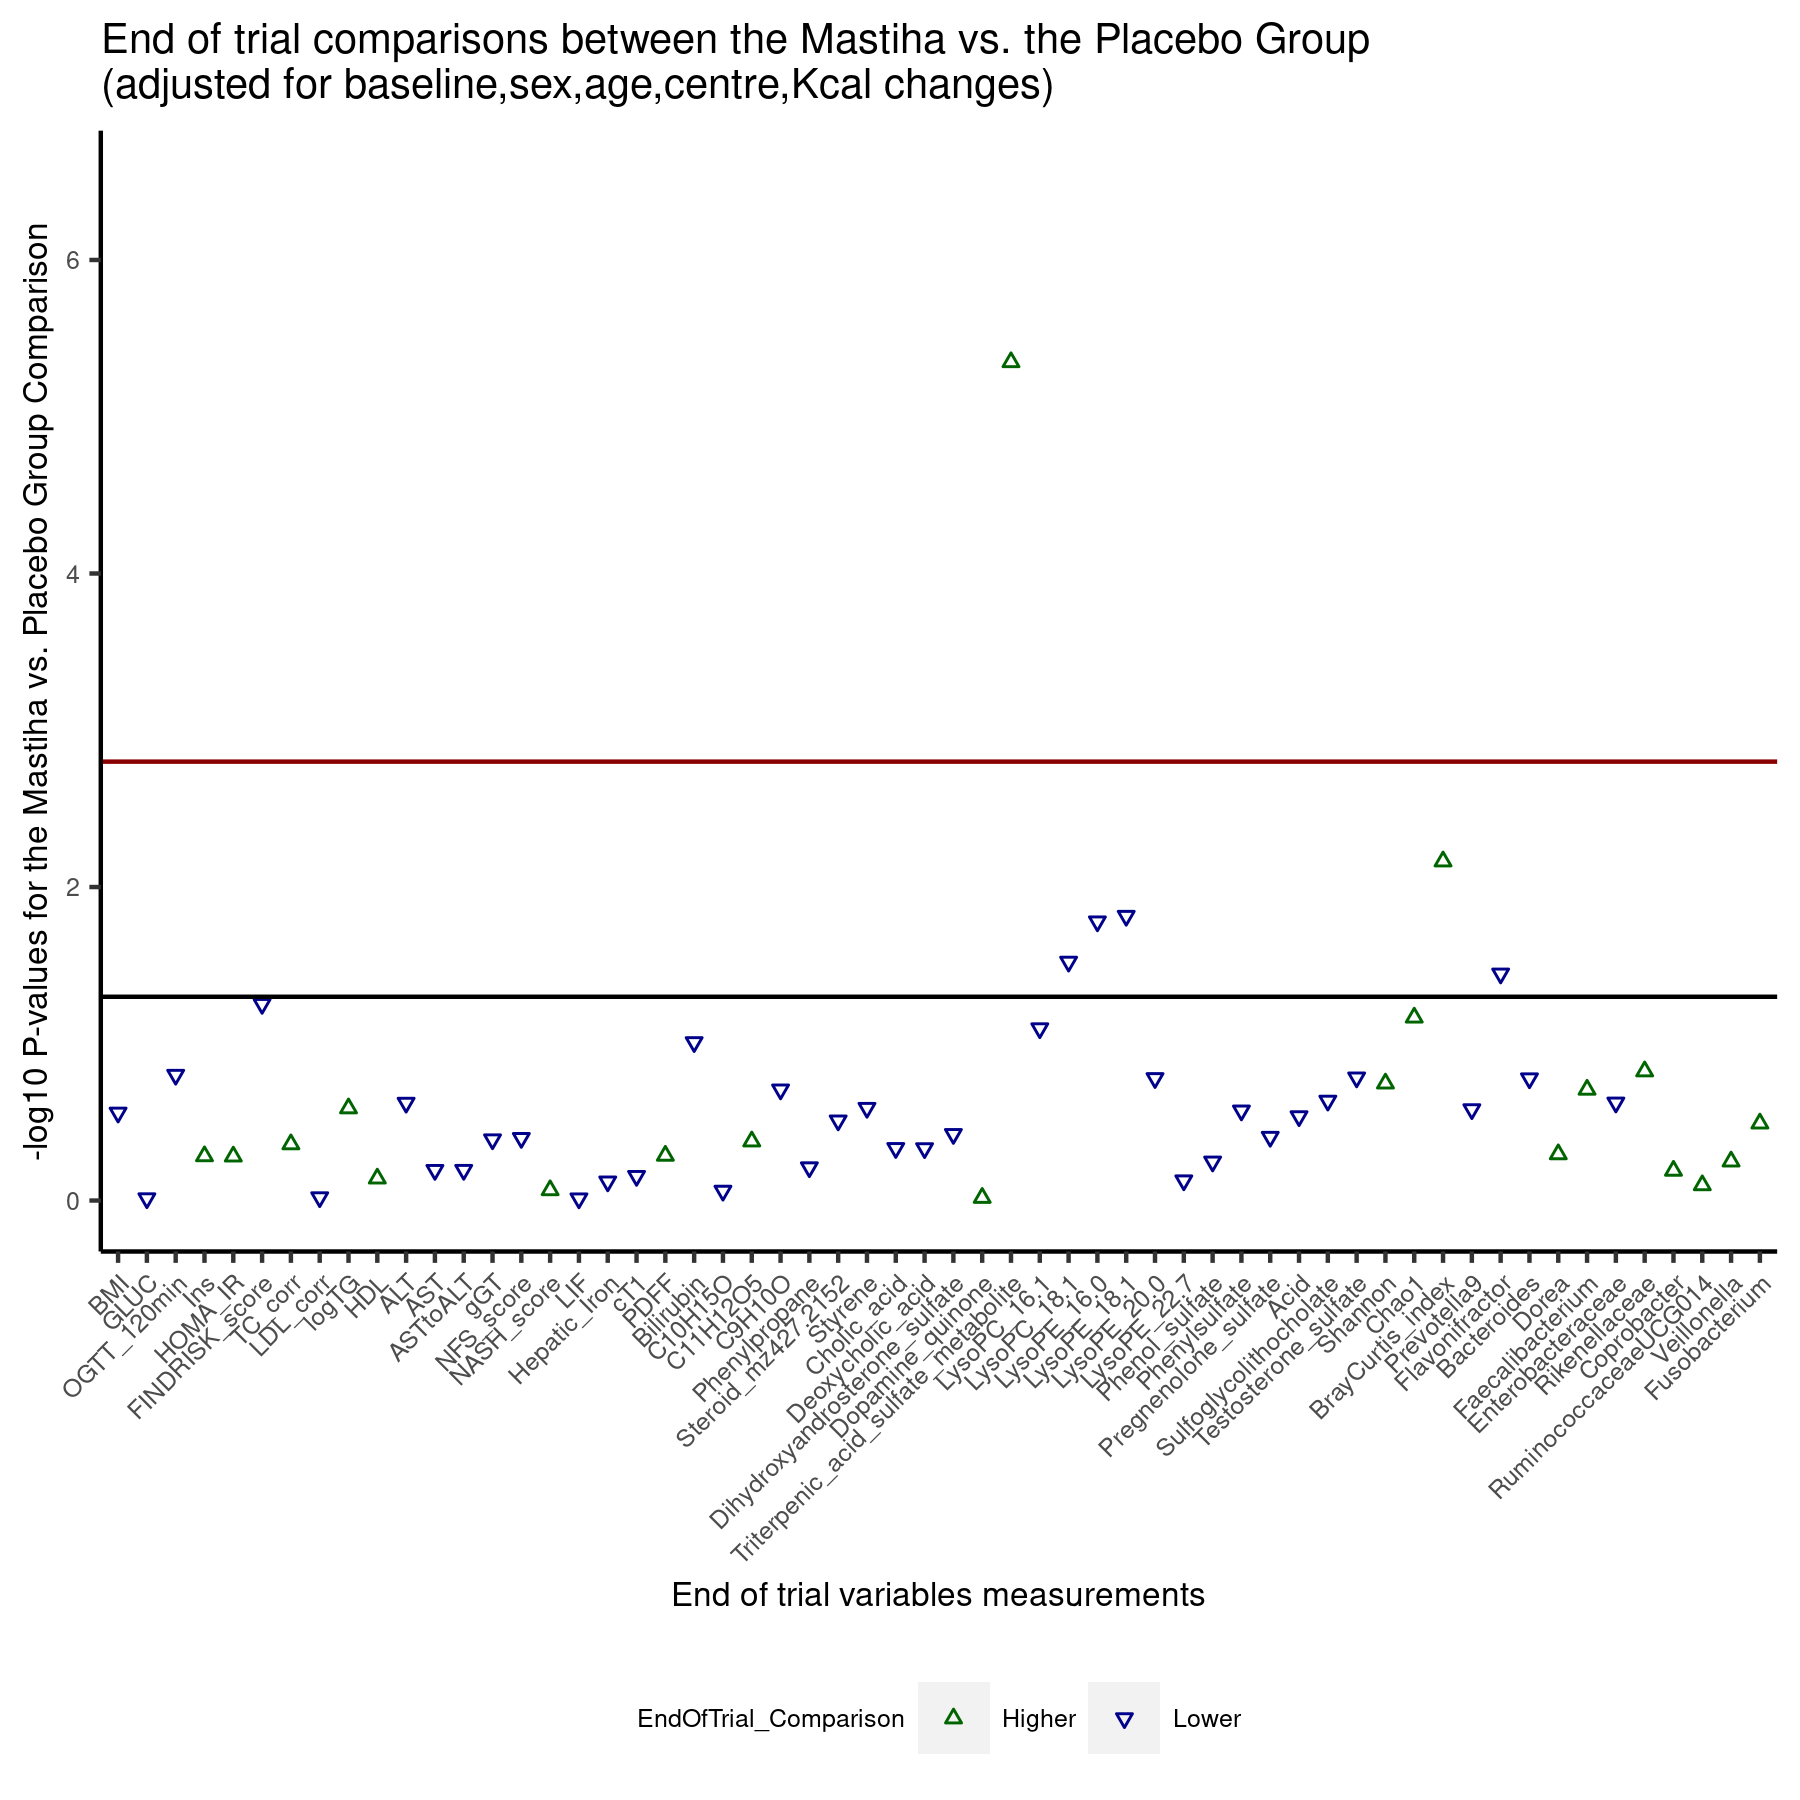 End of trial comparisons between the Mastiha vs. the Placebo Group
(adjusted for baseline,sex,age,centre,Kcal changes)
-log10 P-values for the Mastiha vs. Placebo Group Comparison
6
4
2
0
BMI
GLUC
OGTT_120min
Ins
HOMA_IR
FINDRISK_score
TC_corr
LDL_corr
logTG
HDL
ALT
AST
ASTtoALT
gGT
NFS_score
NASH_score
LIF
Hepatic_Iron
cT1
PDFF
Bilirubin
C10H15O
C11H12O5
C9H10O
Phenylpropane
Steroid_mz427.2152
Styrene
Cholic_acid
Deoxycholic_acid
Dihydroxyandrosterone_sulfate
Dopamine_quinone
Triterpenic_acid_sulfate_metabolite
LysoPC_16.1
LysoPC_18.1
LysoPE_16.0
LysoPE_18.1
LysoPE_20.0
LysoPE_22.7
Phenol_sulfate
Phenylsulfate
Pregnenolone_sulfate
Acid
Sulfoglycolithocholate
Testosterone_sulfate
Shannon
Chao1
BrayCurtis_index
Prevotella9
Flavonifractor
Bacteroides
Dorea
Faecalibacterium
Enterobacteraceae
Rikenellaceae
Coprobacter
RuminococcaceaeUCG014
Veillonella
Fusobacterium
End of trial variables measurements
EndOfTrial_Comparison
Higher
Lower